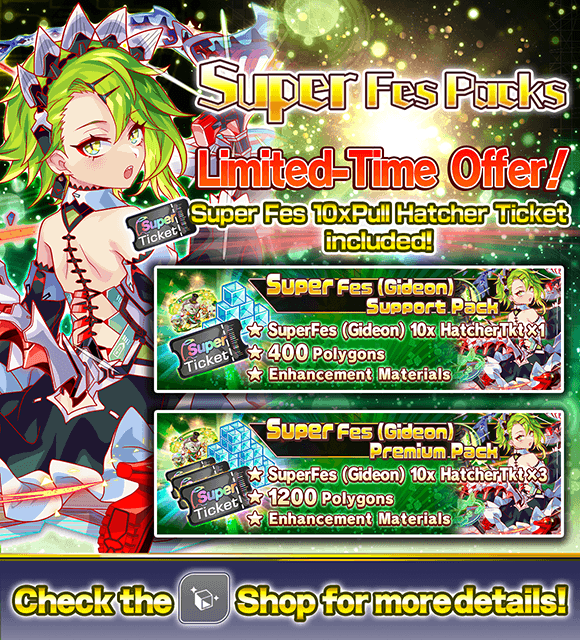 Super Fes Packs
Limited-Time Offer!
Super Ticket
Super Fes 10xPull Hatcher Ticket
included!
Super Fes (Gideon)
Support Pack
Super Ticket
★ SuperFes (Gideon) 10x HatcherTkt ×1
★ 400 Polygons
★ Enhancement Materials
Super Fes (Gideon)
Premium Pack
Super Ticket
★ SuperFes (Gideon) 10x HatcherTkt ×3
★ 1200 Polygons
★ Enhancement Materials
Check the Shop for more details!